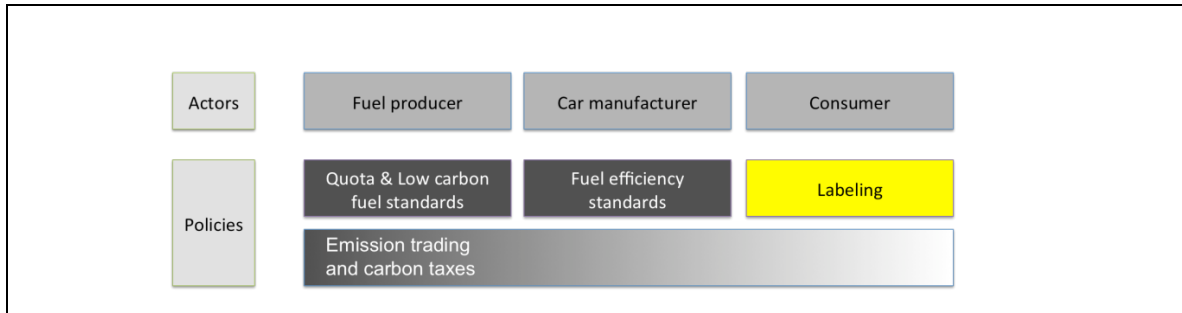 Actors
Fuel producer
Car manufacturer
Consumer
Policies
Quota & Low carbon
fuel standards
Fuel efficiency
standards
Labeling
Emission trading
and carbon taxes